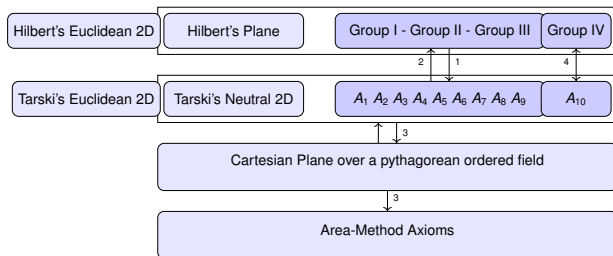 Hilbert's Euclidean 2D Hilbert's Plane Group I - Group II - Group III Group IV
2 1 4
Tarski's Euclidean 2D Tarski's Neutral 2D A1 A2 A3 A4 A5 A6 A7 A8 A9 A10
3
Cartesian Plane over a pythagorean ordered field
3
Area-Method Axioms